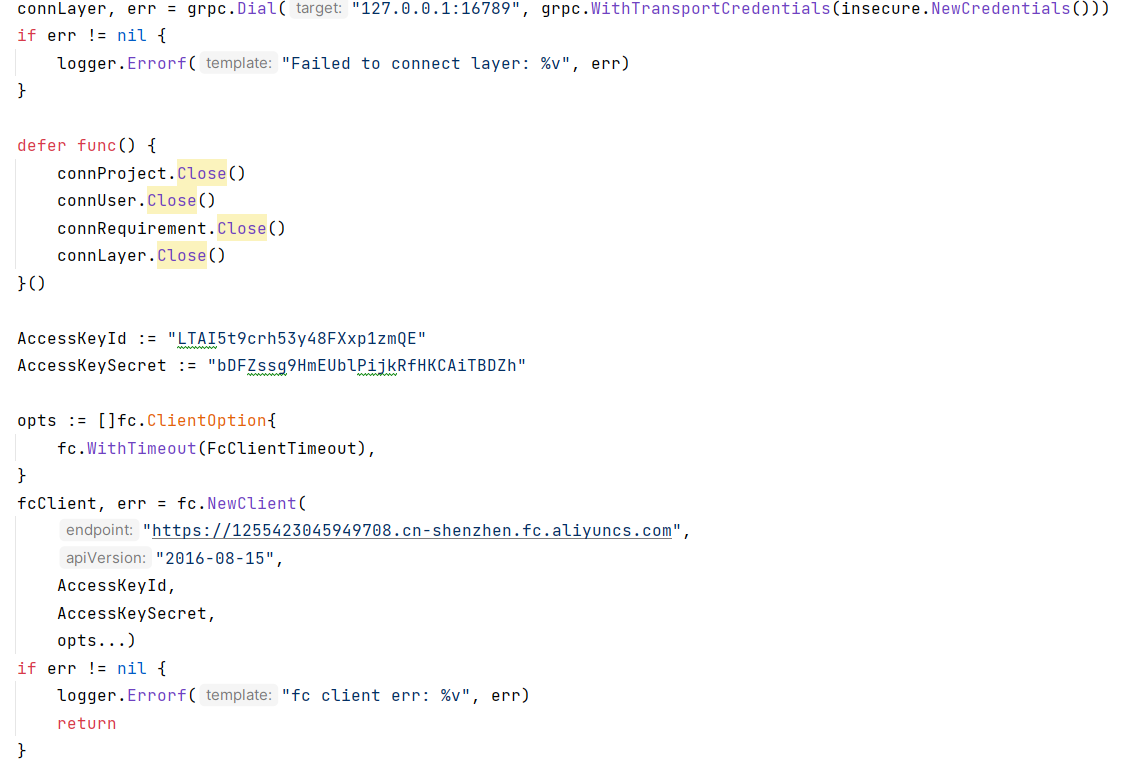 connLayer, err = grpc.Dial( target: "127.0.0.1:16789", grpc.WithTransportCredentials(insecure.NewCredentials()))
if err != nil {
    logger.Errorf( template: "Failed to connect layer: %v", err)
}
defer func() {
    connProject.Close()
    connUser.Close()
    connRequirement.Close()
    connLayer.Close()
}()
AccessKeyId := "LTAI5t9crh53y48FXxp1zmQE"
AccessKeySecret := "bDFZssg9HmEUblPijkRfHKCAiTBDZh"
opts := []fc.ClientOption{
    fc.WithTimeout(FcClientTimeout),
}
fcClient, err = fc.NewClient(
    endpoint: "https://1255423045949708.cn-shenzhen.fc.aliyuncs.com",
    apiVersion: "2016-08-15",
    AccessKeyId,
    AccessKeySecret,
    opts...)
if err != nil {
    logger.Errorf( template: "fc client err: %v", err)
    return
}